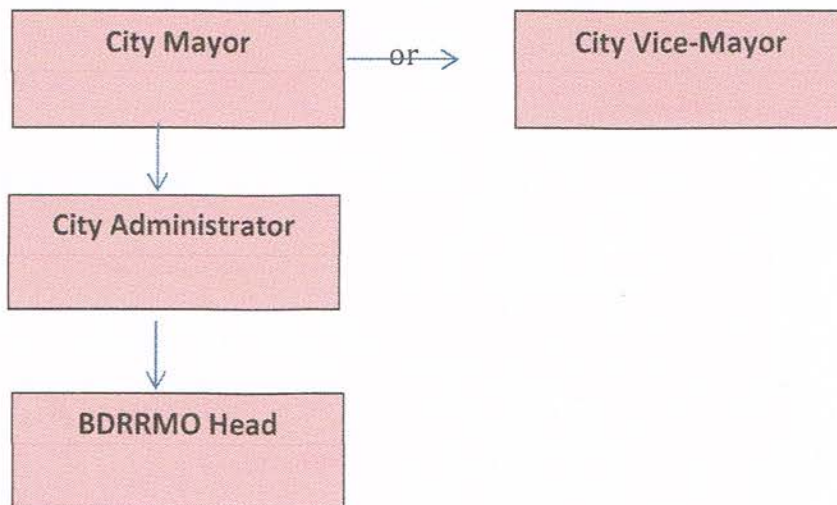 City Mayor
or
City Vice-Mayor
City Administrator
BDRRMO Head